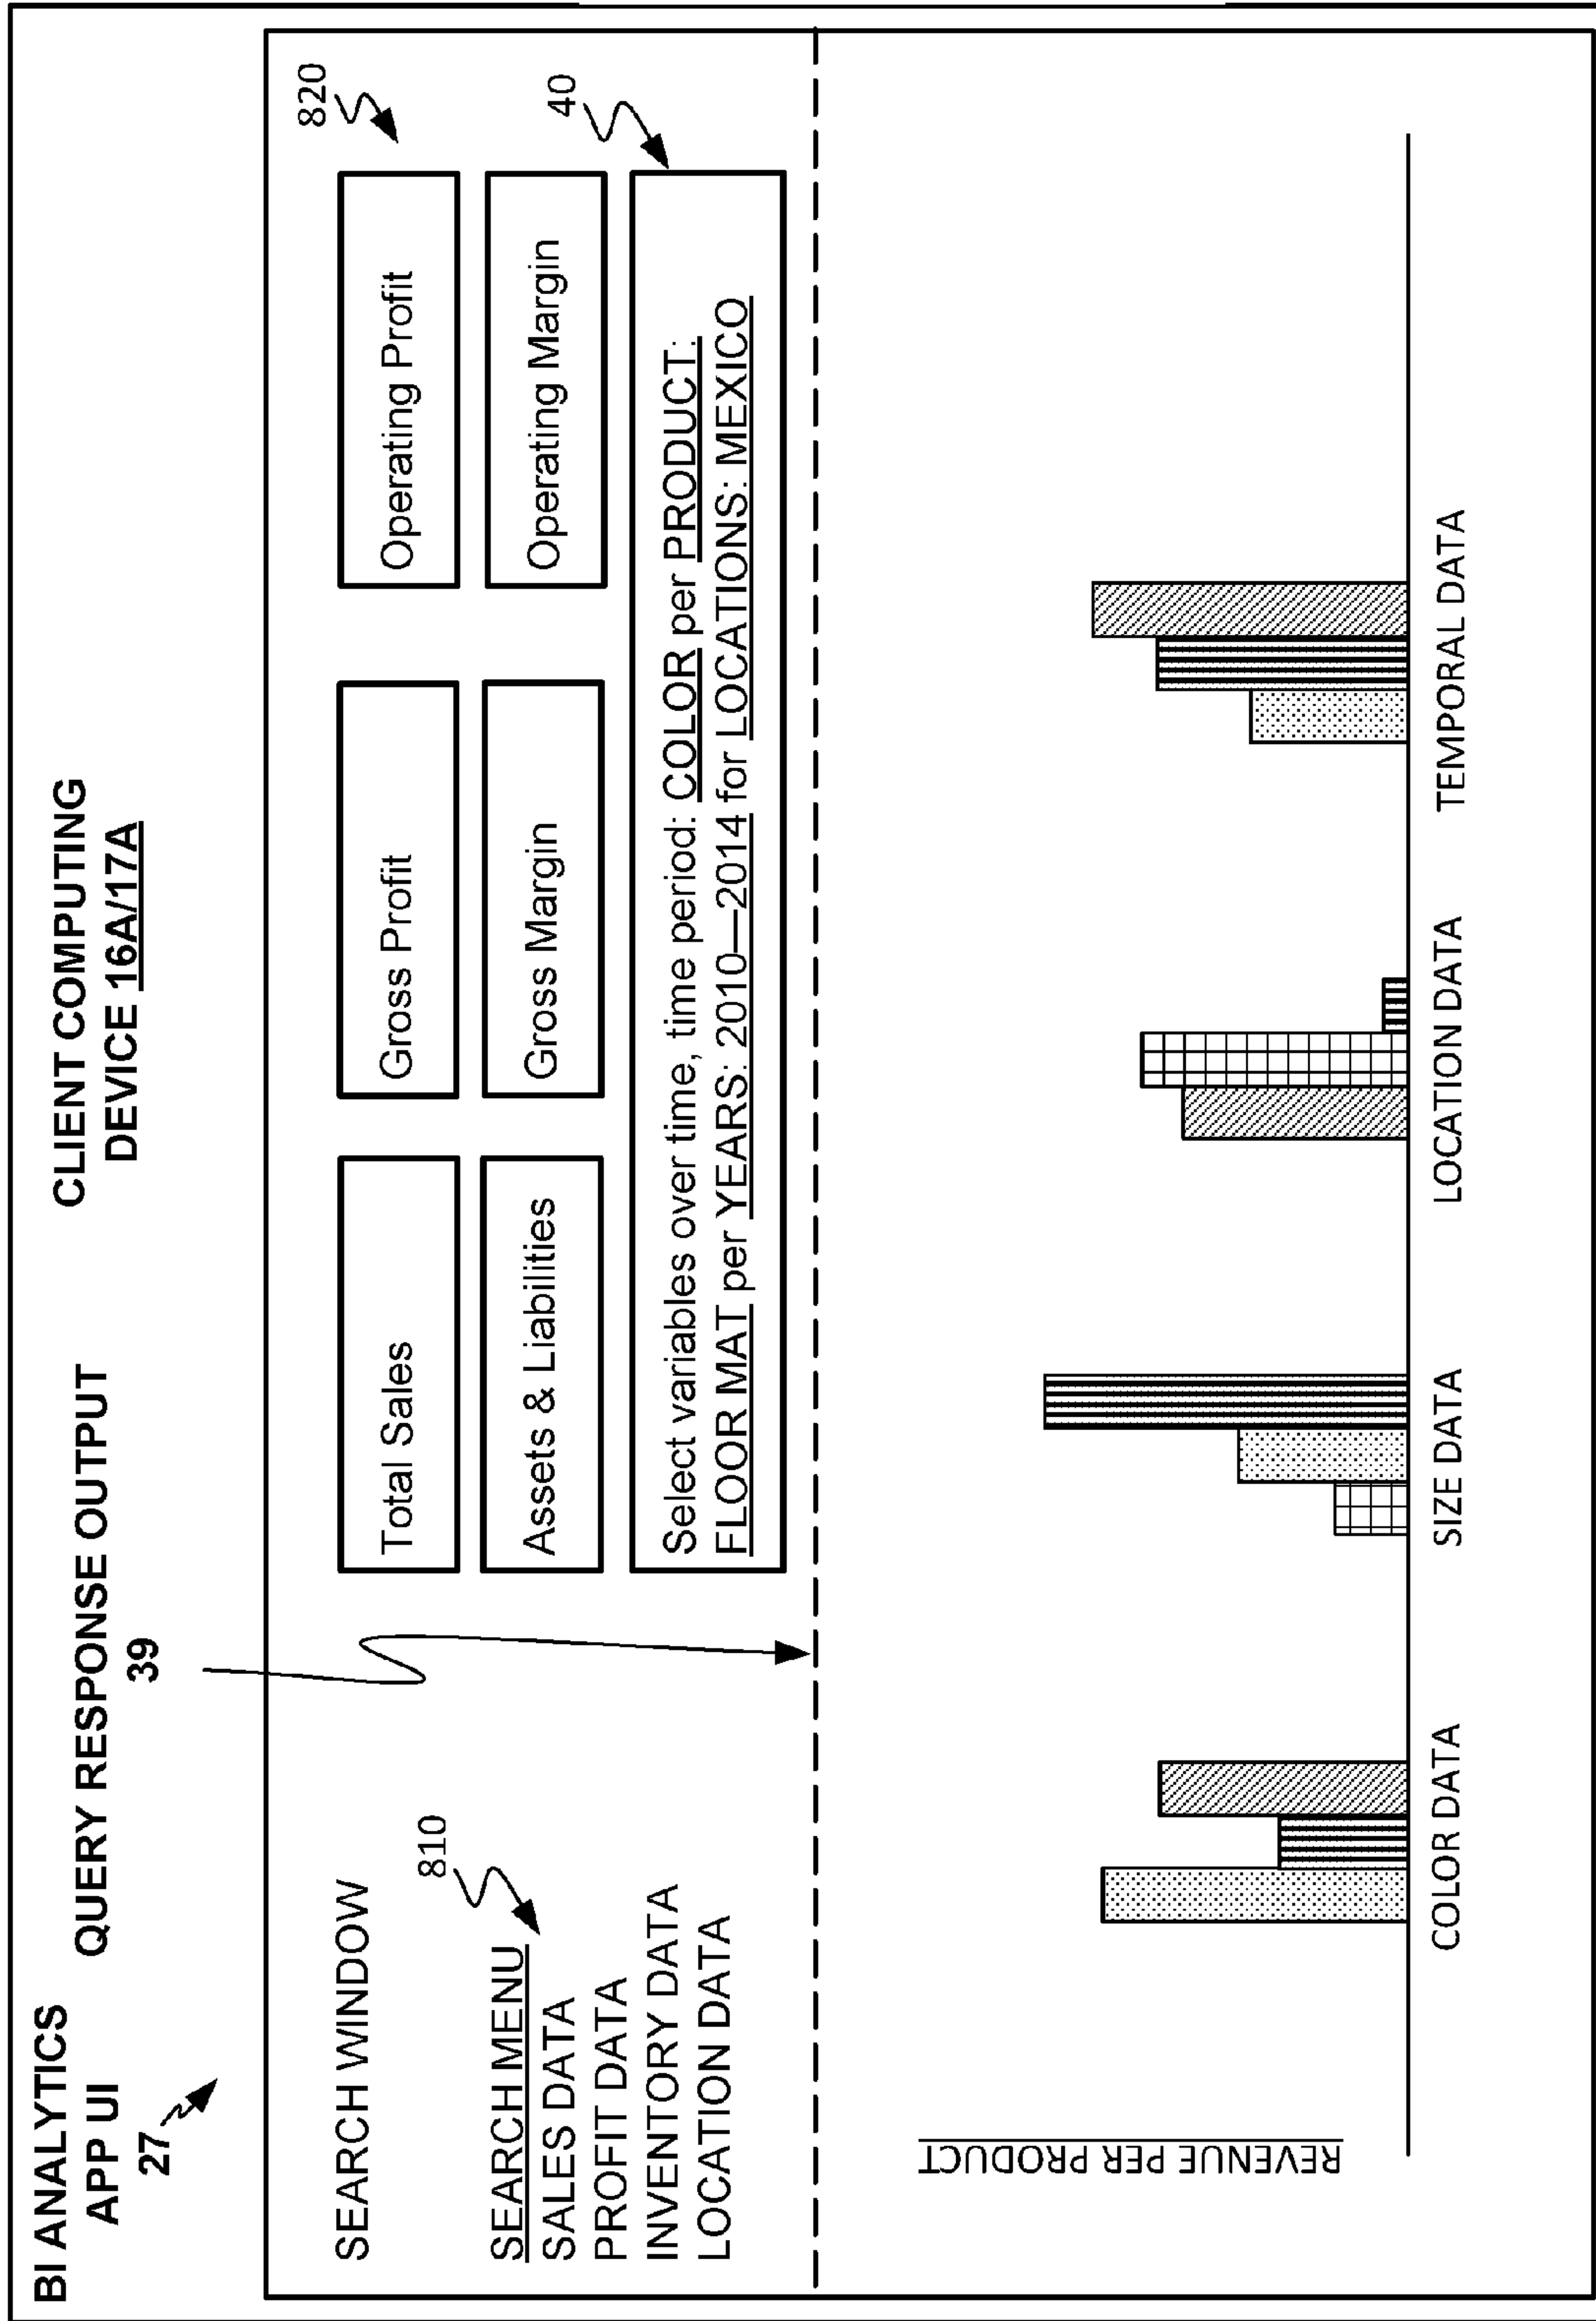 BI ANALYTICS
APP UI
27
QUERY RESPONSE OUTPUT
39
CLIENT COMPUTING
DEVICE 16A/17A
SEARCH WINDOW
810
SEARCH MENU
SALES DATA
PROFIT DATA
INVENTORY DATA
LOCATION DATA
820
Total Sales
Gross Profit
Operating Profit
Assets & Liabilities
Gross Margin
Operating Margin
40
Select variables over time, time period: COLOR per PRODUCT:
FLOOR MAT per YEARS: 2010—2014 for LOCATIONS: MEXICO
REVENUE PER PRODUCT
COLOR DATA
SIZE DATA
LOCATION DATA
TEMPORAL DATA